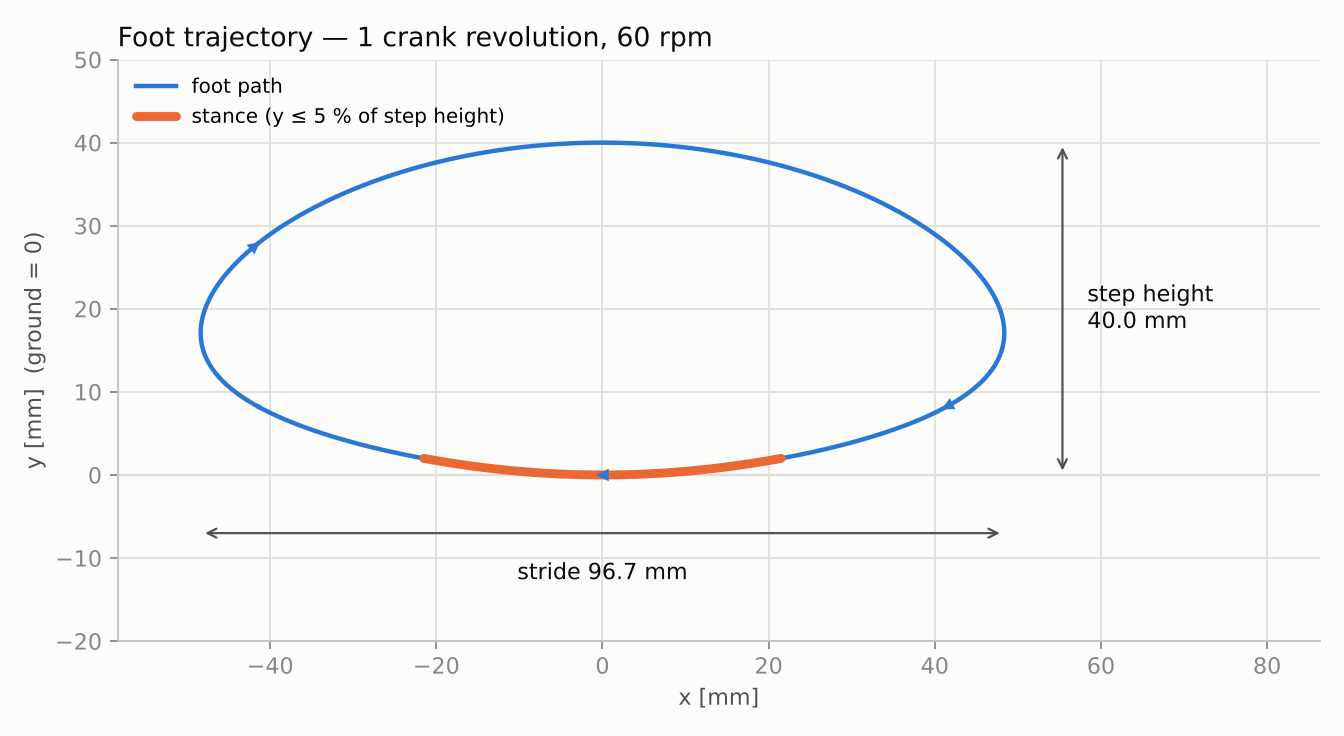 Foot trajectory — 1 crank revolution, 60 rpm
foot path
stance (y ≤ 5 % of step height)
50
40
30
20
10
0
−10
−20
y [mm]  (ground = 0)
step height
40.0 mm
stride 96.7 mm
−40
−20
0
20
40
60
80
x [mm]